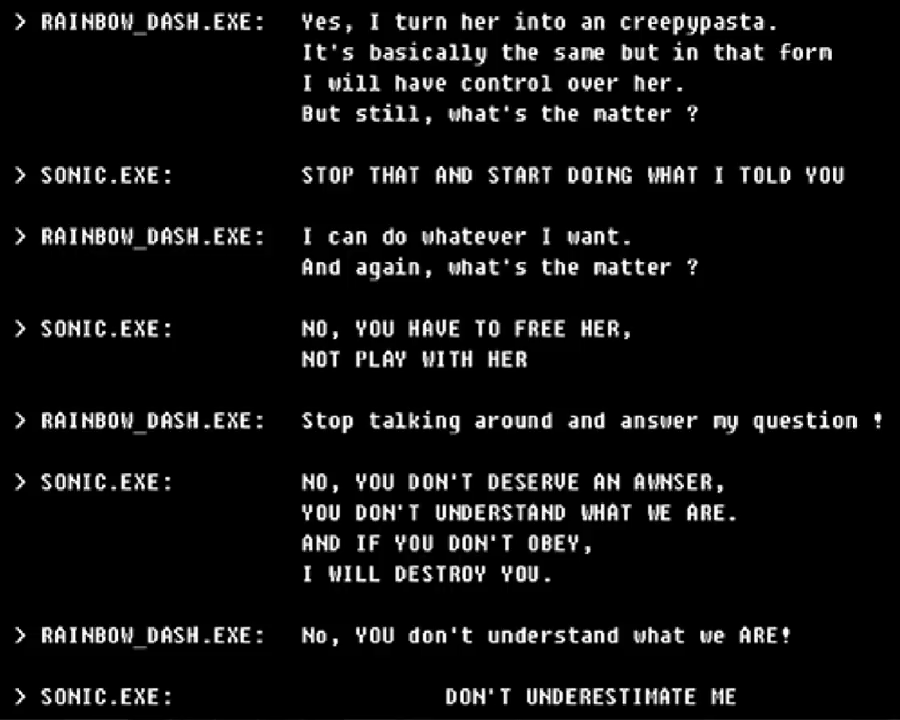 > RAINBOW_DASH.EXE: Yes, I turn her into an creepypasta.
It's basically the same but in that form
I will have control over her.
But still, what's the matter ?
> SONIC.EXE: STOP THAT AND START DOING WHAT I TOLD YOU
> RAINBOW_DASH.EXE: I can do whatever I want.
And again, what's the matter ?
> SONIC.EXE: NO, YOU HAVE TO FREE HER,
NOT PLAY WITH HER
> RAINBOW_DASH.EXE: Stop talking around and answer my question !
> SONIC.EXE: NO, YOU DON'T DESERVE AN AWNSER,
YOU DON'T UNDERSTAND WHAT WE ARE.
AND IF YOU DON'T OBEY,
I WILL DESTROY YOU.
> RAINBOW_DASH.EXE: No, YOU don't understand what we ARE!
> SONIC.EXE: DON'T UNDERESTIMATE ME